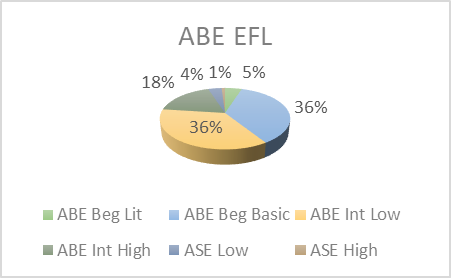 ABE EFL
18% 4% 1% 5%
36%
36%
ABE Beg Lit ABE Beg Basic ABE Int Low
ABE Int High ASE Low ASE High